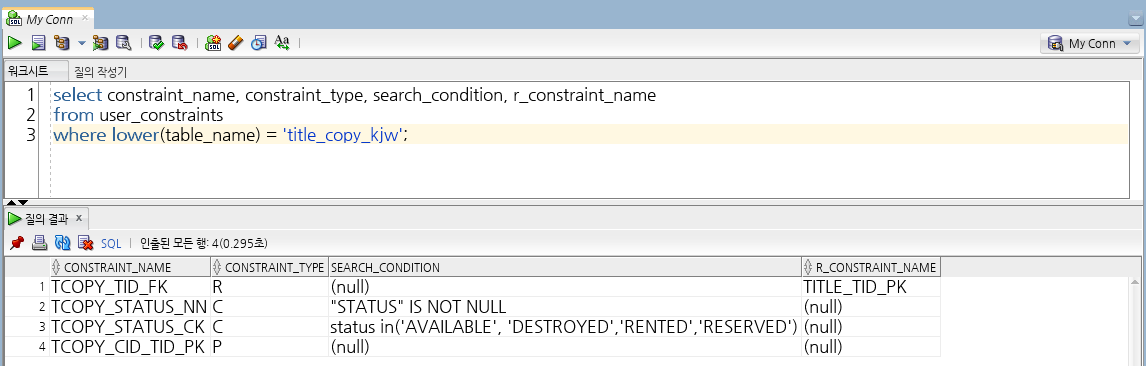 My Conn
SQL Aa My Conn
워크시트 질의 작성기
1 select constraint_name, constraint_type, search_condition, r_constraint_name
2 from user_constraints
3 where lower(table_name) = 'title_copy_kjw';
질의 결과 x
SQL | 인출된 모든 행: 4(0.295초)
CONSTRAINT_NAME CONSTRAINT_TYPE SEARCH_CONDITION R_CONSTRAINT_NAME
1 TCOPY_TID_FK R (null) TITLE_TID_PK
2 TCOPY_STATUS_NN C "STATUS" IS NOT NULL (null)
3 TCOPY_STATUS_CK C status in('AVAILABLE', 'DESTROYED','RENTED','RESERVED') (null)
4 TCOPY_CID_TID_PK P (null) (null)